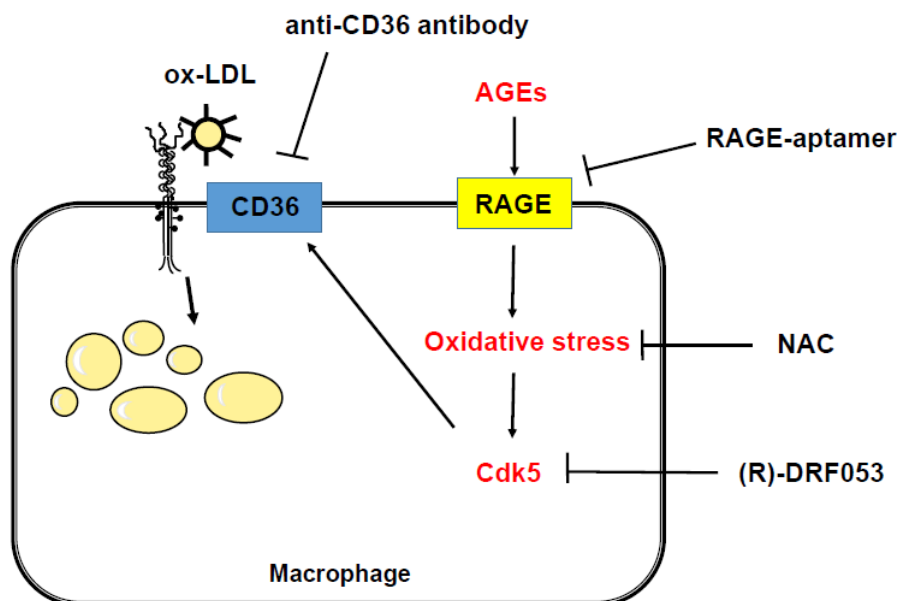 anti-CD36 antibody
ox-LDL
AGEs
RAGE-aptamer
CD36
RAGE
Oxidative stress
NAC
Cdk5
(R)-DRF053
Macrophage